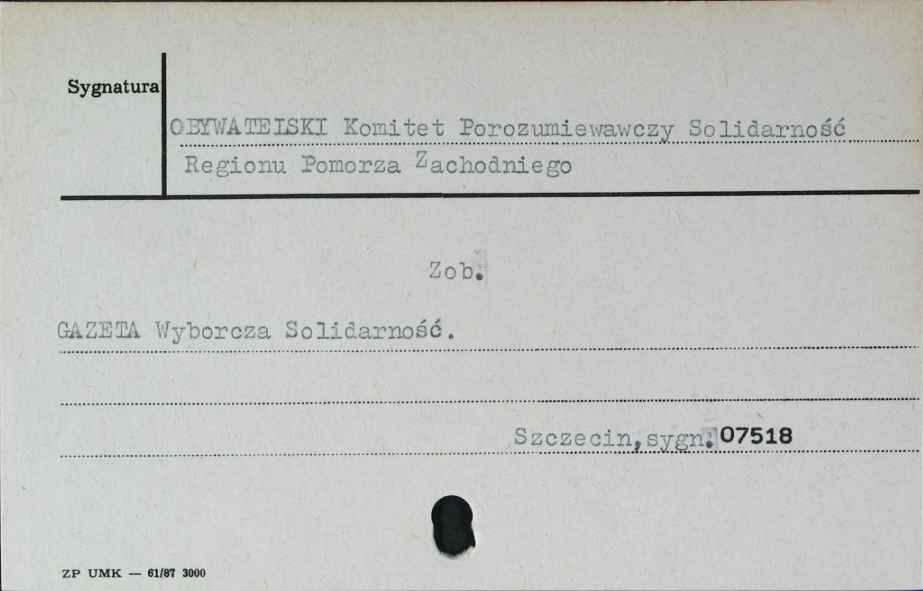 Sygnatura
OBYWATELSKI Komitet Porozumiewawczy Solidarność
Regionu Pomorza Zachodniego
Zob.
GAZETA Wyborcza Solidarność.
Szczecin, sygn. 07518
ZP UMK — 61/87 3000